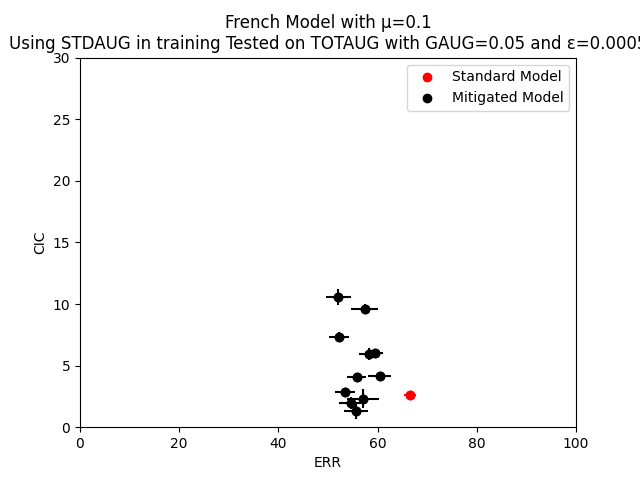 French Model with μ=0.1
Using STDAUG in training Tested on TOTAUG with GAUG=0.05 and ε=0.0005
Standard Model
Mitigated Model
30
25
20
15
10
5
0
CIC
0 20 40 60 80 100
ERR